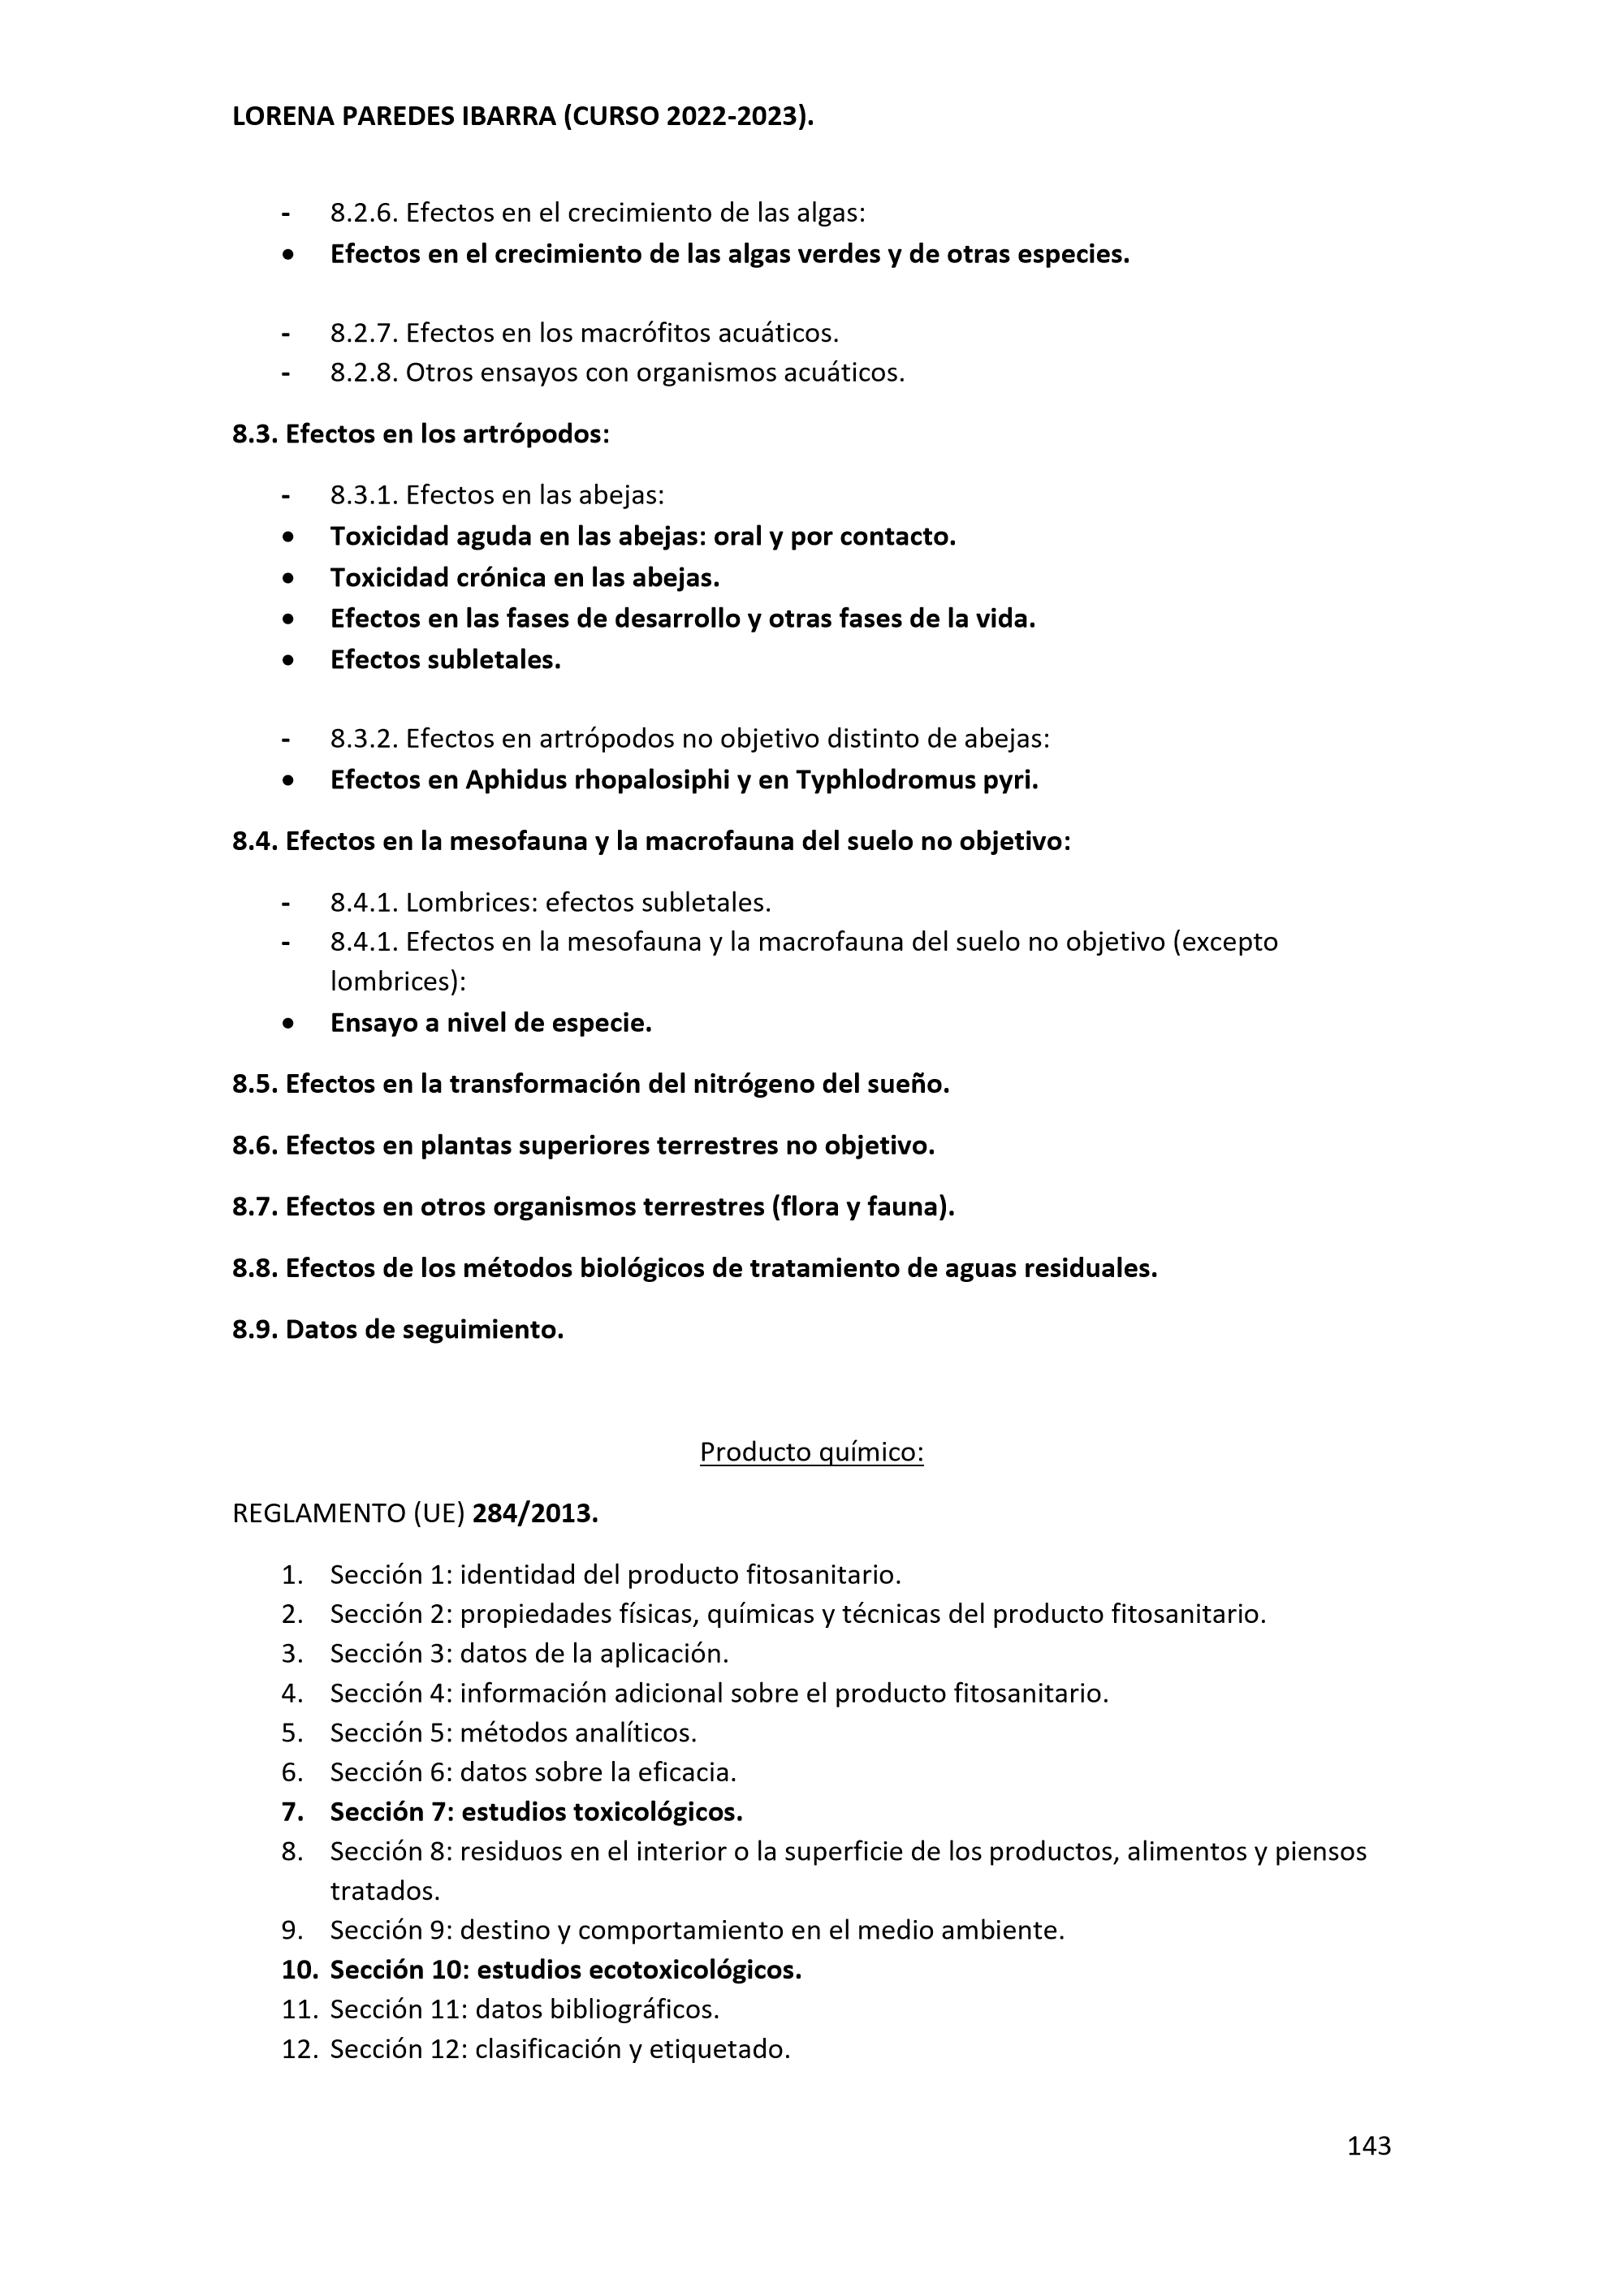 LORENA PAREDES IBARRA (CURSO 2022-2023).
- 8.2.6. Efectos en el crecimiento de las algas:
• Efectos en el crecimiento de las algas verdes y de otras especies.
- 8.2.7. Efectos en los macrófitos acuáticos.
- 8.2.8. Otros ensayos con organismos acuáticos.
8.3. Efectos en los artrópodos:
- 8.3.1. Efectos en las abejas:
• Toxicidad aguda en las abejas: oral y por contacto.
• Toxicidad crónica en las abejas.
• Efectos en las fases de desarrollo y otras fases de la vida.
• Efectos subletales.
- 8.3.2. Efectos en artrópodos no objetivo distinto de abejas:
• Efectos en Aphidus rhopalosiphi y en Typhlodromus pyri.
8.4. Efectos en la mesofauna y la macrofauna del suelo no objetivo:
- 8.4.1. Lombrices: efectos subletales.
- 8.4.1. Efectos en la mesofauna y la macrofauna del suelo no objetivo (excepto
lombrices):
• Ensayo a nivel de especie.
8.5. Efectos en la transformación del nitrógeno del sueño.
8.6. Efectos en plantas superiores terrestres no objetivo.
8.7. Efectos en otros organismos terrestres (flora y fauna).
8.8. Efectos de los métodos biológicos de tratamiento de aguas residuales.
8.9. Datos de seguimiento.
Producto químico:
REGLAMENTO (UE) 284/2013.
1. Sección 1: identidad del producto fitosanitario.
2. Sección 2: propiedades físicas, químicas y técnicas del producto fitosanitario.
3. Sección 3: datos de la aplicación.
4. Sección 4: información adicional sobre el producto fitosanitario.
5. Sección 5: métodos analíticos.
6. Sección 6: datos sobre la eficacia.
7. Sección 7: estudios toxicológicos.
8. Sección 8: residuos en el interior o la superficie de los productos, alimentos y piensos
tratados.
9. Sección 9: destino y comportamiento en el medio ambiente.
10. Sección 10: estudios ecotoxicológicos.
11. Sección 11: datos bibliográficos.
12. Sección 12: clasificación y etiquetado.
143